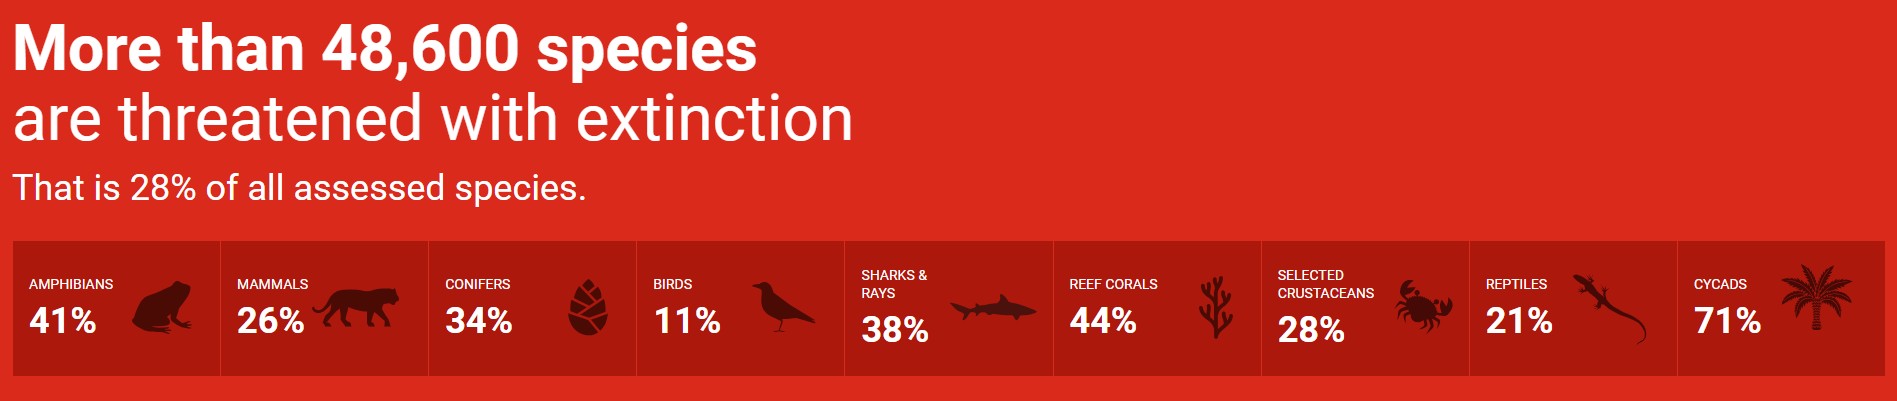 More than 48,600 species
are threatened with extinction
That is 28% of all assessed species.
AMPHIBIANS
41%
MAMMALS
26%
CONIFERS
34%
BIRDS
11%
SHARKS &
RAYS
38%
REEF CORALS
44%
SELECTED
CRUSTACEANS
28%
REPTILES
21%
CYCADS
71%